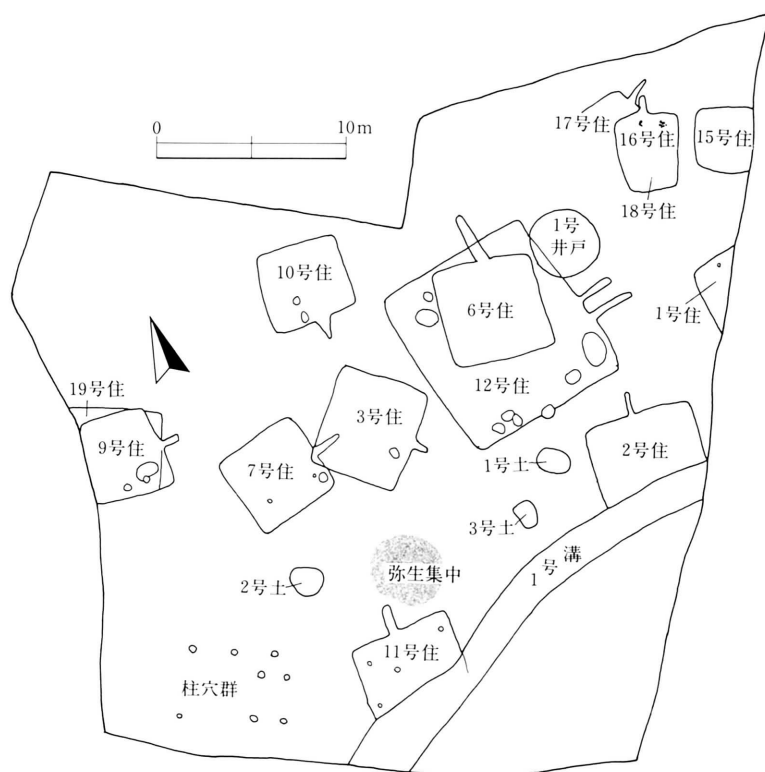 0 10m
17号住
16号住
15号住
18号住
1号
井戸
10号住
6号住
1号住
19号住
12号住
3号住
9号住
2号住
7号住
1号土
3号土
1号溝
弥生集中
2号土
11号住
柱穴群